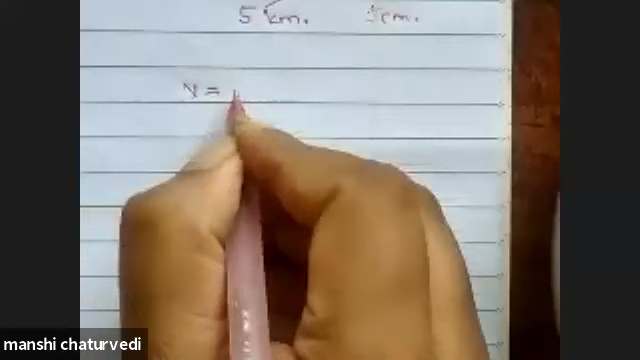 5 km. 5 cm.
v =
manshi chaturvedi